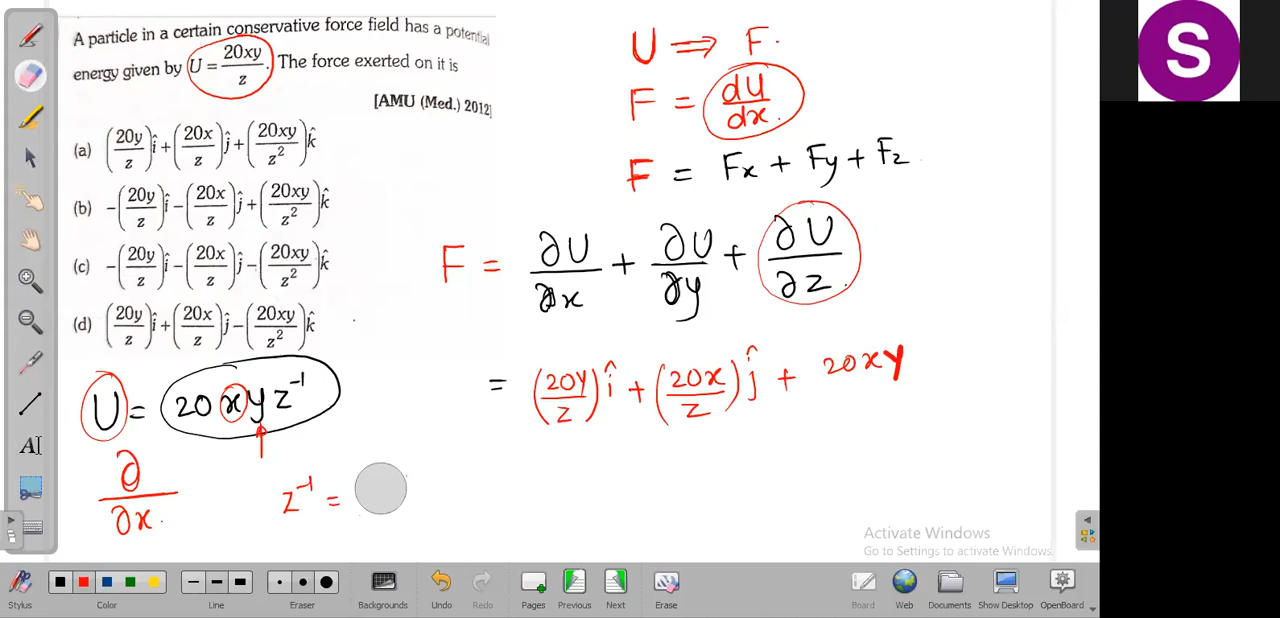 A particle in a certain conservative force field has a potential
energy given by U = 20xy/z. The force exerted on it is
[AMU (Med.) 2012]
(a) (20y/z)î + (20x/z)ĵ + (20xy/z²)k̂
(b) -(20y/z)î - (20x/z)ĵ + (20xy/z²)k̂
(c) -(20y/z)î - (20x/z)ĵ - (20xy/z²)k̂
(d) (20y/z)î + (20x/z)ĵ - (20xy/z²)k̂
U = 20xyz⁻¹
∂/∂x
z⁻¹ =
U ⇒ F.
F = dU/dx
F = Fx + Fy + Fz
F = ∂U/∂x + ∂U/∂y + ∂U/∂z
= (20y/z)î + (20x/z)ĵ + 20xy
S
Activate Windows
Go to Settings to activate Windows.
Stylus
Color
Line
Eraser
Backgrounds
Undo
Redo
Pages
Previous
Next
Erase
Board
Web
Documents
Show Desktop
OpenBoard